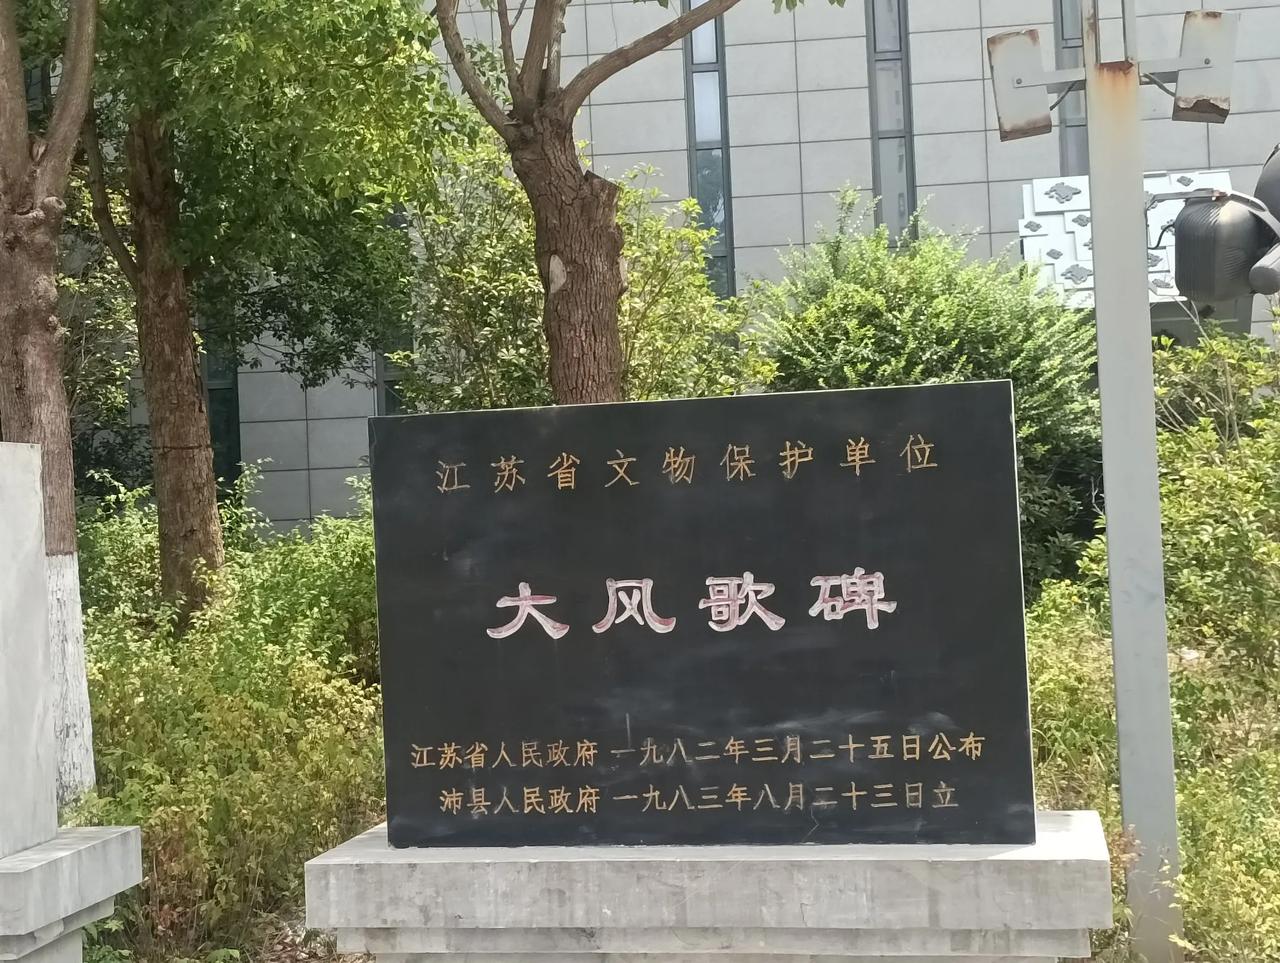 江苏省文物保护单位
大风歌碑
江苏省人民政府 一九八二年三月二十五日公布
沛县人民政府 一九八三年八月二十三日立